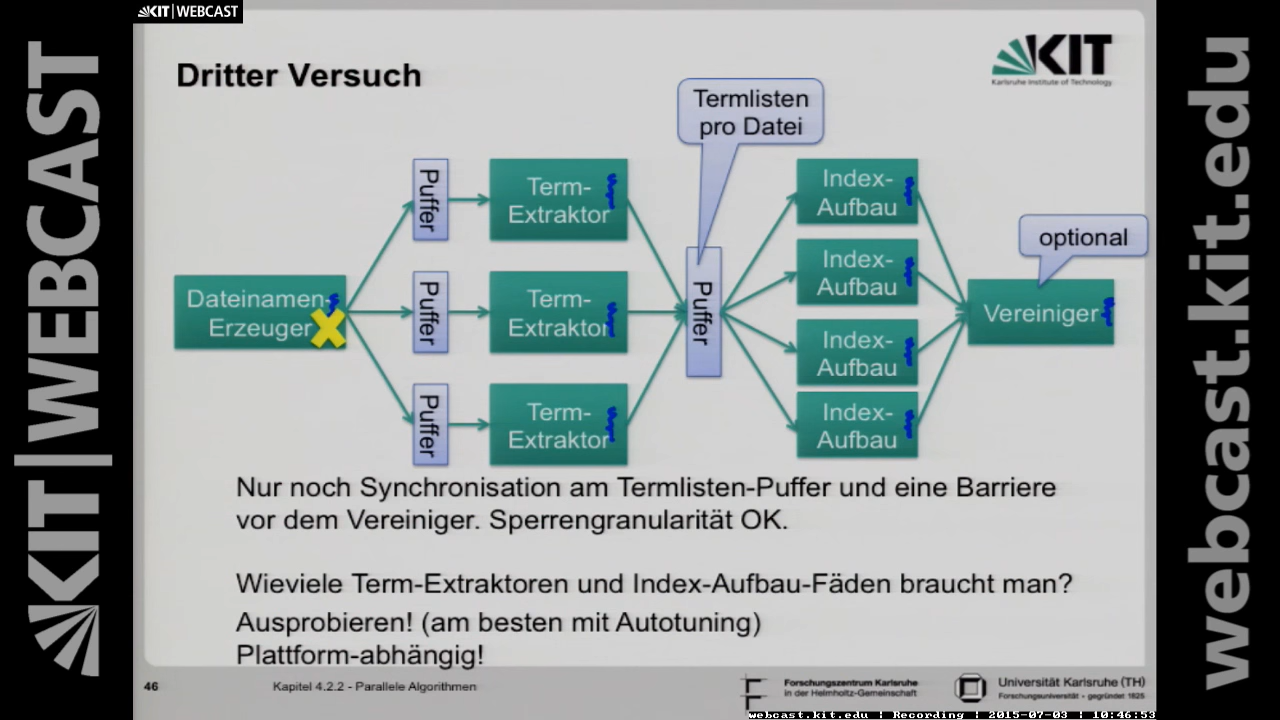 KIT|WEBCAST
KIT|WEBCAST
webcast.kit.edu
Dritter Versuch
KIT
Karlsruhe Institute of Technology
Termlisten
pro Datei
optional
Dateinamen-
Erzeuger
Puffer
Puffer
Puffer
Term-
Extraktor
Term-
Extraktor
Term-
Extraktor
Puffer
Index-
Aufbau
Index-
Aufbau
Index-
Aufbau
Index-
Aufbau
Vereiniger
Nur noch Synchronisation am Termlisten-Puffer und eine Barriere
vor dem Vereiniger. Sperrengranularität OK.
Wieviele Term-Extraktoren und Index-Aufbau-Fäden braucht man?
Ausprobieren! (am besten mit Autotuning)
Plattform-abhängig!
46
Kapitel 4.2.2 - Parallele Algorithmen
Forschungszentrum Karlsruhe
in der Helmholtz-Gemeinschaft
Universität Karlsruhe (TH)
Forschungsuniversität - gegründet 1825
webcast.kit.edu | Recording | 2015-07-03 | 10:46:53